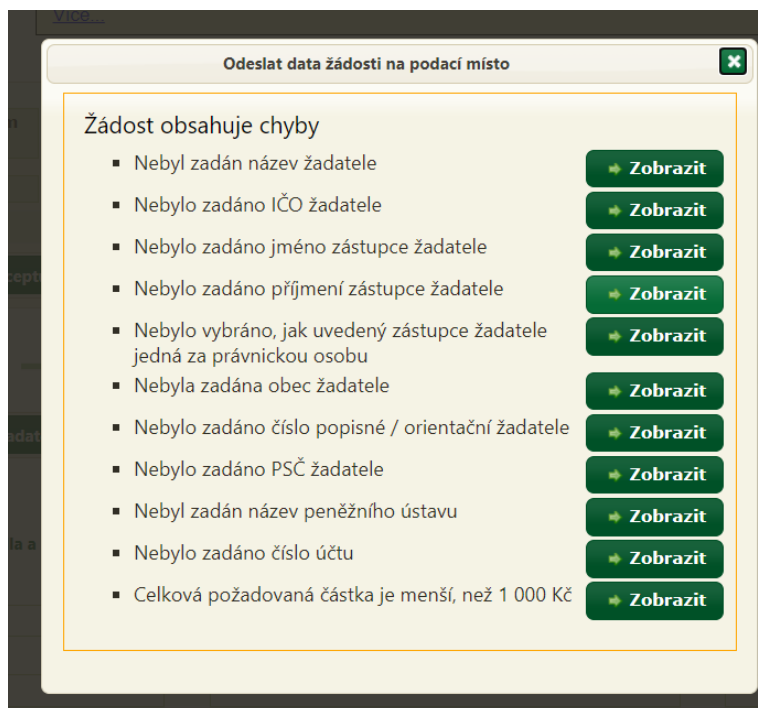 Více...
Odeslat data žádosti na podací místo
Žádost obsahuje chyby
Nebyl zadán název žadatele
Zobrazit
Nebylo zadáno IČO žadatele
Zobrazit
Nebylo zadáno jméno zástupce žadatele
Zobrazit
Nebylo zadáno příjmení zástupce žadatele
Zobrazit
Nebylo vybráno, jak uvedený zástupce žadatele
jedná za právnickou osobu
Zobrazit
Nebyla zadána obec žadatele
Zobrazit
Nebylo zadáno číslo popisné / orientační žadatele
Zobrazit
Nebylo zadáno PSČ žadatele
Zobrazit
Nebyl zadán název peněžního ústavu
Zobrazit
Nebylo zadáno číslo účtu
Zobrazit
Celková požadovaná částka je menší, než 1 000 Kč
Zobrazit